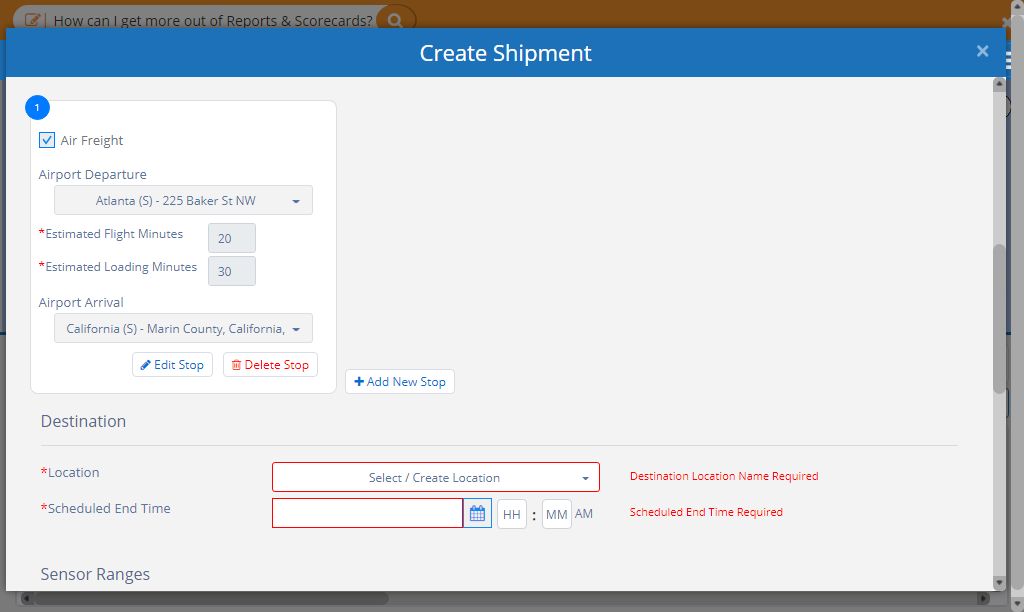 How can I get more out of Reports & Scorecards?
Create Shipment
×
1
Air Freight
Airport Departure
Atlanta (S) - 225 Baker St NW
*Estimated Flight Minutes
20
*Estimated Loading Minutes
30
Airport Arrival
California (S) - Marin County, California,
Edit Stop
Delete Stop
Add New Stop
Destination
*Location
Select / Create Location
Destination Location Name Required
*Scheduled End Time
HH : MM AM
Scheduled End Time Required
Sensor Ranges